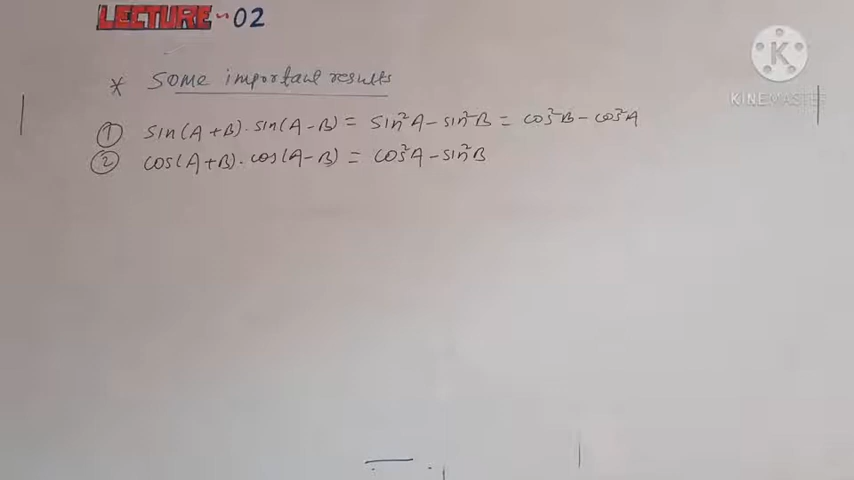 LECTURE-02
K
KINEMASTER
* Some important results
① sin(A+B).sin(A-B) = sin²A-sin²B = cos²B-cos²A
② cos(A+B).cos(A-B) = cos²A-sin²B